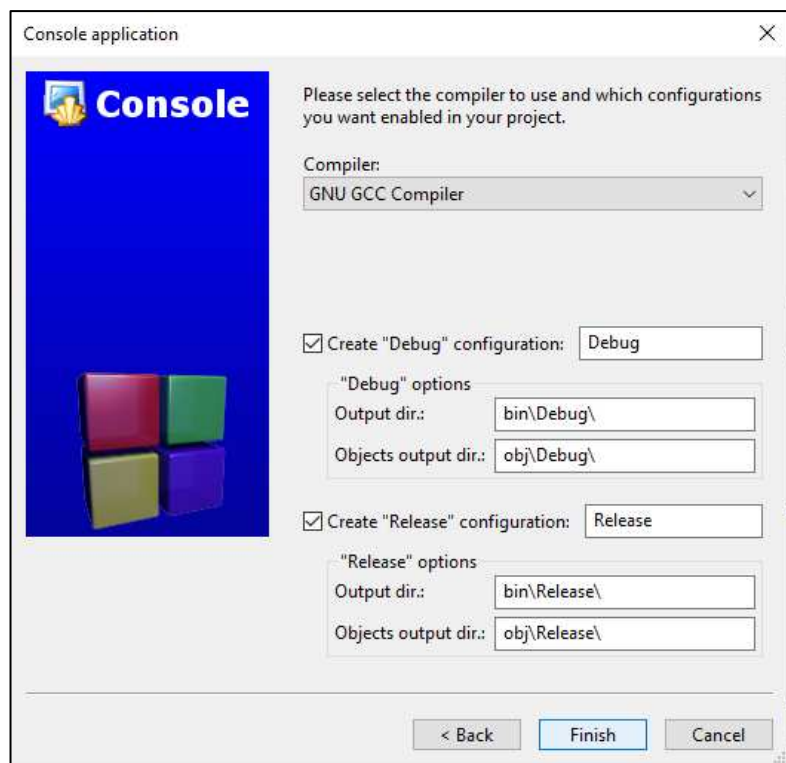 Console application
Console
Please select the compiler to use and which configurations
you want enabled in your project.
Compiler:
GNU GCC Compiler
Create "Debug" configuration: Debug
"Debug" options
Output dir.: bin\Debug\
Objects output dir.: obj\Debug\
Create "Release" configuration: Release
"Release" options
Output dir.: bin\Release\
Objects output dir.: obj\Release\
< Back Finish Cancel